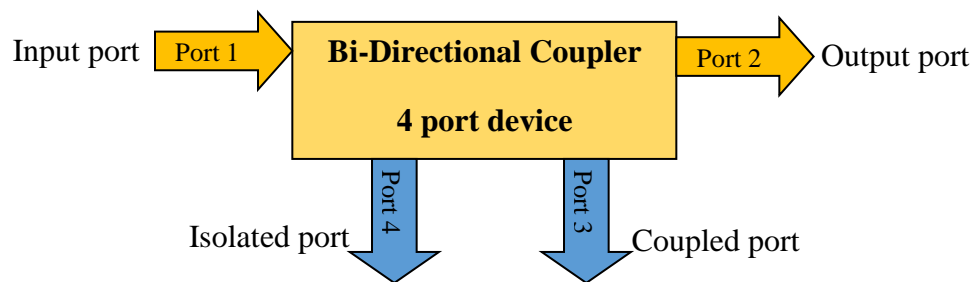 Input port
Port 1
Bi-Directional Coupler
4 port device
Port 2
Output port
Isolated port
Port 4
Port 3
Coupled port